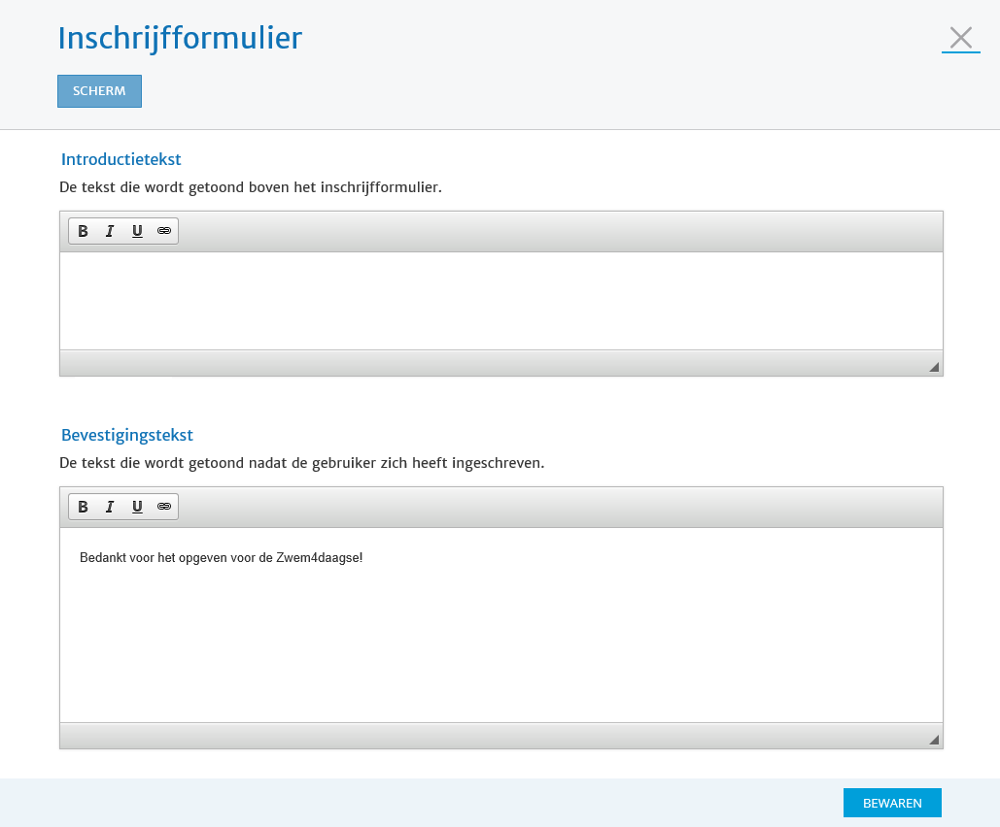 Inschrijfformulier
SCHERM
Introductietekst
De tekst die wordt getoond boven het inschrijfformulier.
B I U
Bevestigingstekst
De tekst die wordt getoond nadat de gebruiker zich heeft ingeschreven.
B I U
Bedankt voor het opgeven voor de Zwem4daagse!
BEWAREN